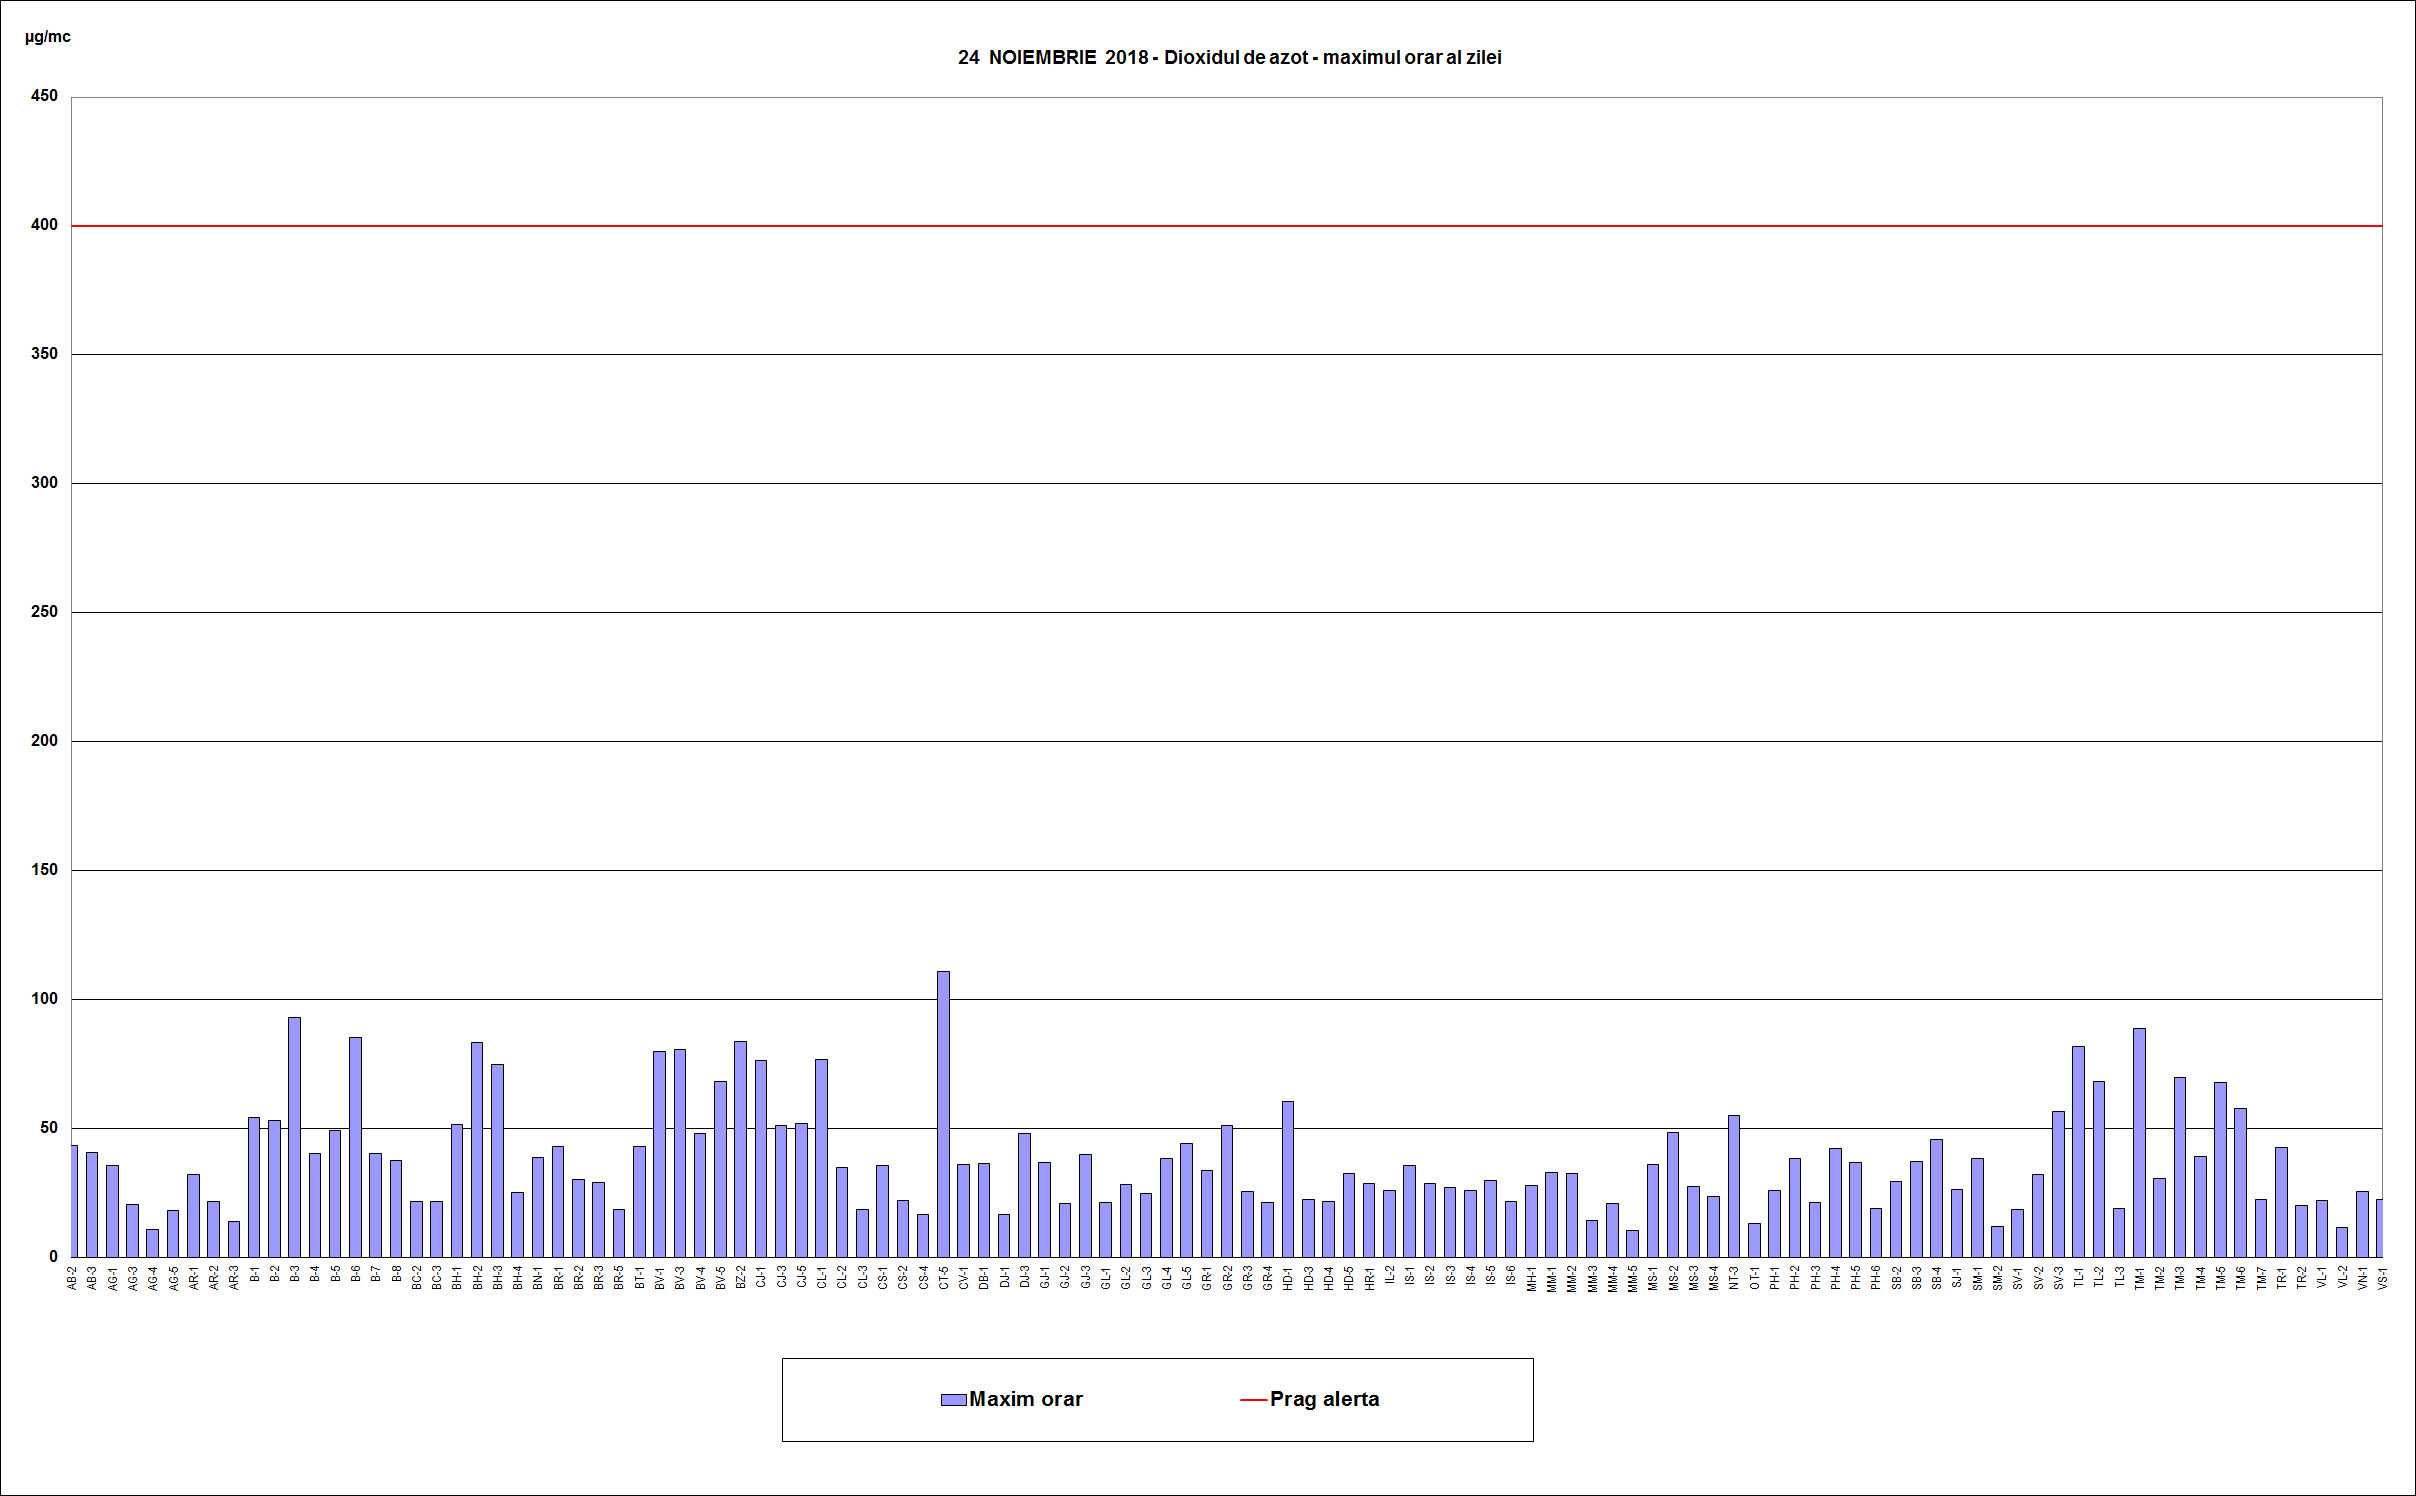 µg/mc
24 NOIEMBRIE 2018 - Dioxidul de azot - maximul orar al zilei
450
400
350
300
250
200
150
100
50
0
AB-2 AB-3 AG-1 AG-3 AG-4 AG-5 AR-1 AR-2 AR-3 B-1 B-2 B-3 B-4 B-5 B-6 B-7 B-8 BC-2 BC-3 BH-1 BH-2 BH-3 BH-4 BN-1 BR-1 BR-2 BR-3 BR-5 BT-1 BV-1 BV-3 BV-4 BV-5 BZ-2 CJ-1 CJ-3 CJ-5 CL-1 CL-2 CL-3 CS-1 CS-2 CS-4 CT-5 CV-1 DB-1 DJ-1 DJ-3 GJ-1 GJ-2 GJ-3 GL-1 GL-2 GL-3 GL-4 GL-5 GR-1 GR-2 GR-3 GR-4 HD-1 HD-3 HD-4 HD-5 HR-1 IL-2 IS-1 IS-2 IS-3 IS-4 IS-5 IS-6 MH-1 MM-1 MM-2 MM-3 MM-4 MM-5 MS-1 MS-2 MS-3 MS-4 NT-3 OT-1 PH-1 PH-2 PH-3 PH-4 PH-5 PH-6 SB-2 SB-3 SB-4 SJ-1 SM-1 SM-2 SV-1 SV-2 SV-3 TL-1 TL-2 TL-3 TM-1 TM-2 TM-3 TM-4 TM-5 TM-6 TM-7 TR-1 TR-2 VL-1 VL-2 VN-1 VS-1
Maxim orar Prag alerta